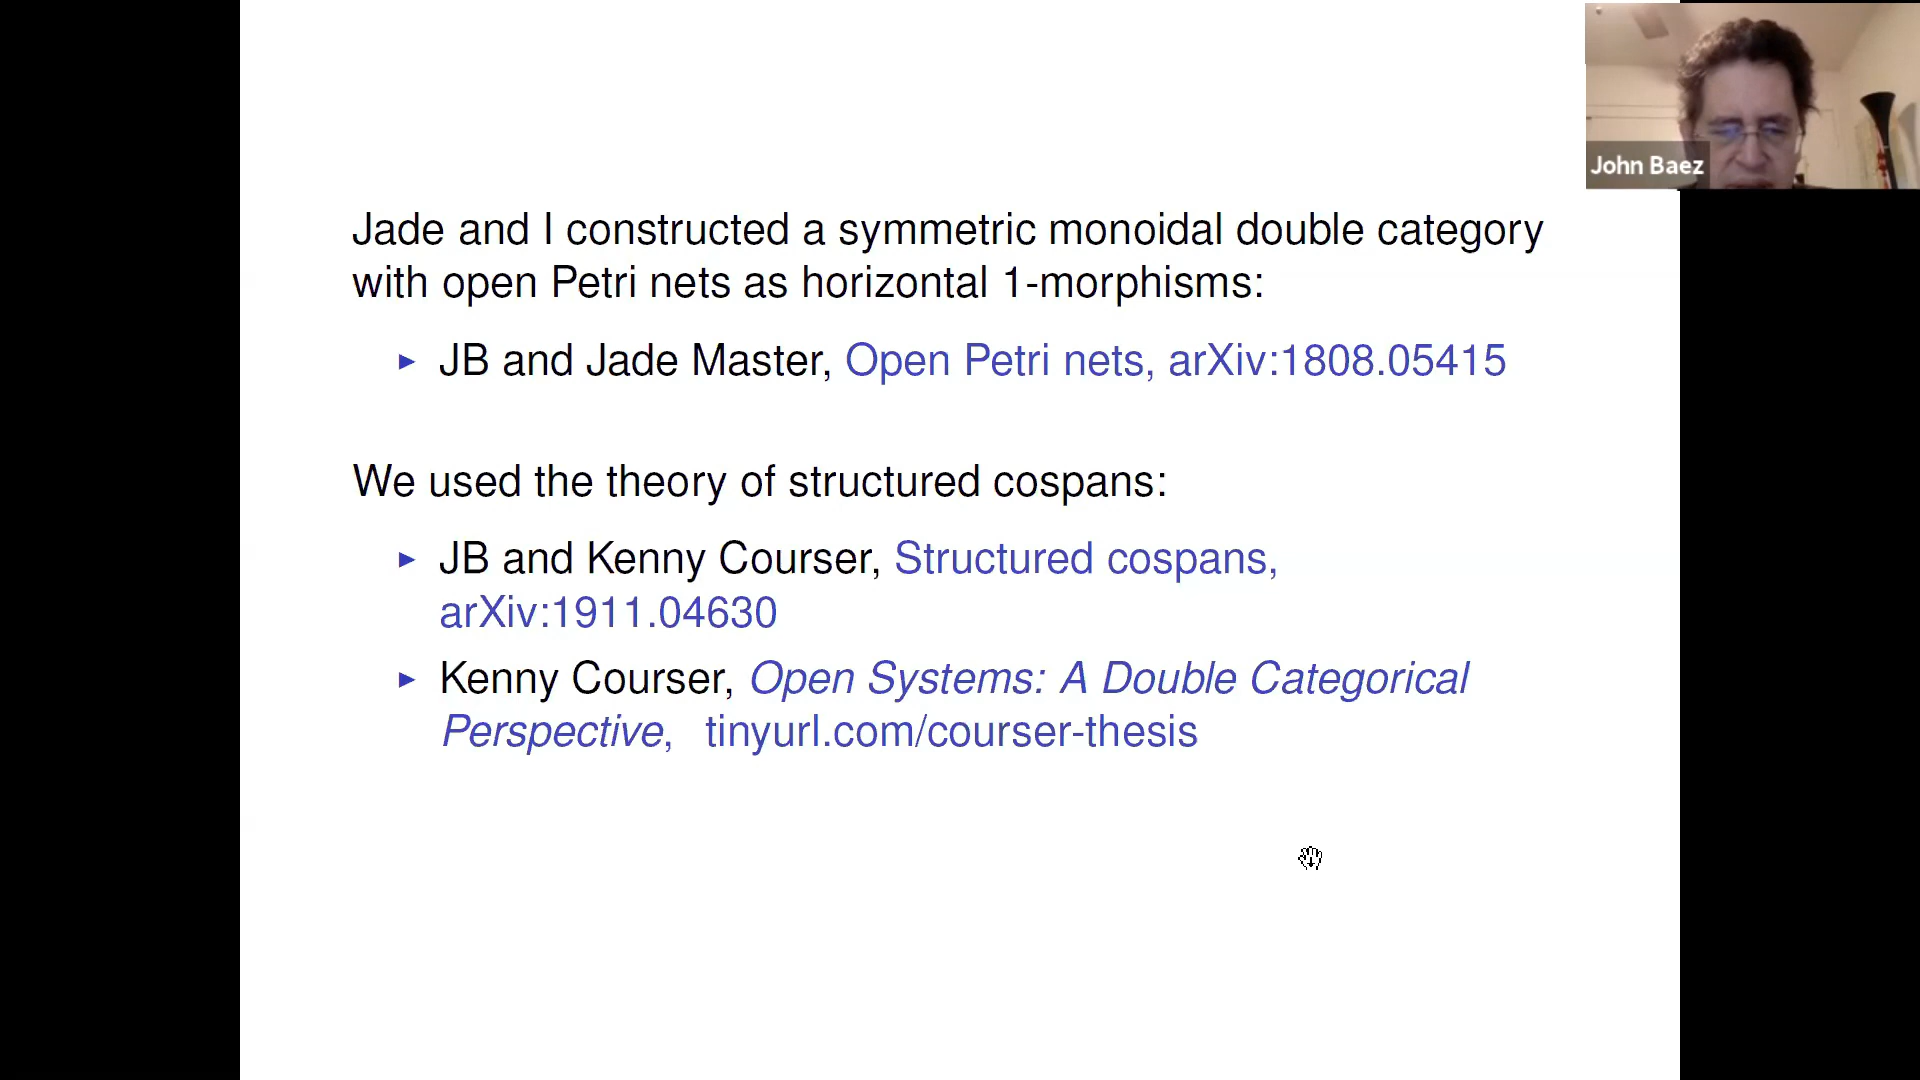 John Baez
Jade and I constructed a symmetric monoidal double category
with open Petri nets as horizontal 1-morphisms:
▶ JB and Jade Master, Open Petri nets, arXiv:1808.05415
We used the theory of structured cospans:
▶ JB and Kenny Courser, Structured cospans,
arXiv:1911.04630
▶ Kenny Courser, Open Systems: A Double Categorical
Perspective, tinyurl.com/courser-thesis